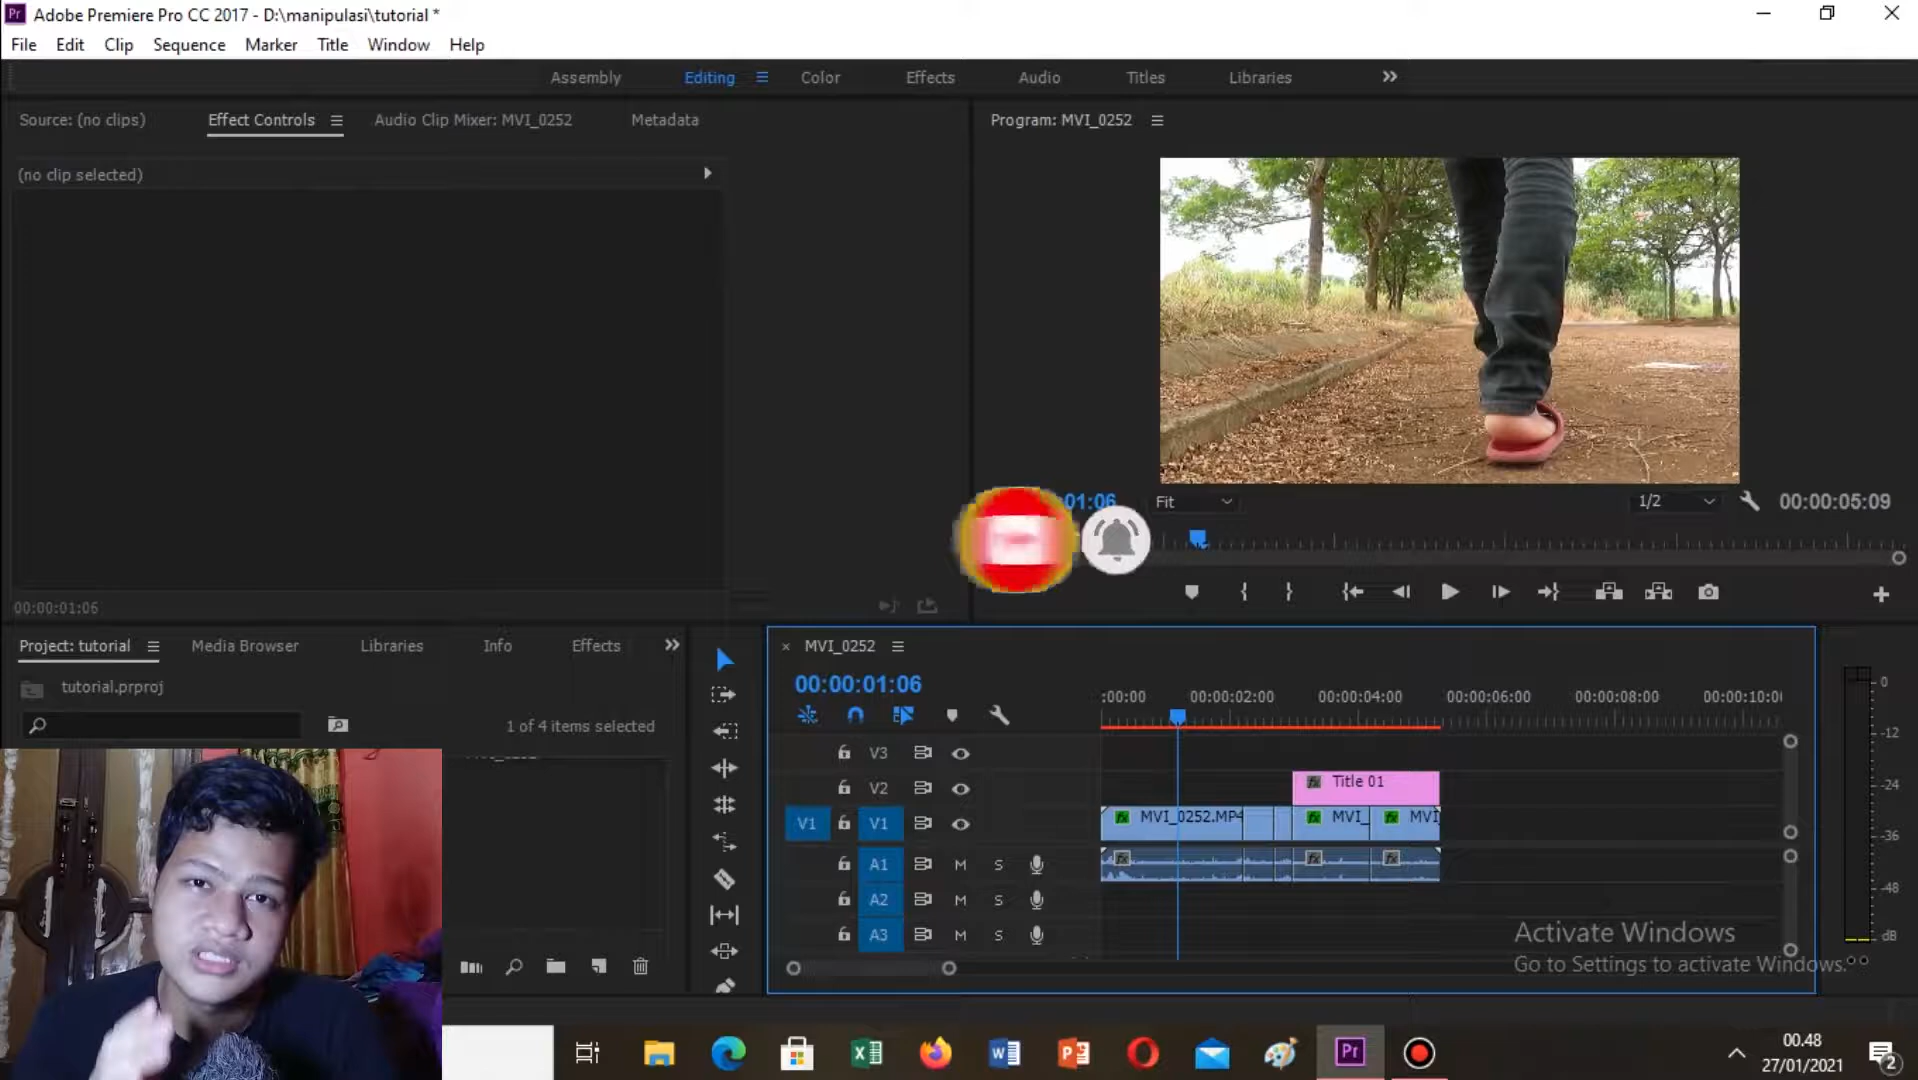 Adobe Premiere Pro CC 2017 - D:\manipulasi\tutorial *
File Edit Clip Sequence Marker Title Window Help
Assembly Editing Color Effects Audio Titles Libraries
Source: (no clips) Effect Controls Audio Clip Mixer: MVI_0252 Metadata
Program: MVI_0252
(no clip selected)
01:06 Fit 1/2 00:00:05:09
00:00:01:06
Project: tutorial Media Browser Libraries Info Effects
MVI_0252
tutorial.prproj
00:00:01:06
1 of 4 items selected
:00:00 00:00:02:00 00:00:04:00 00:00:06:00 00:00:08:00 00:00:10:0
V3
V2 Title 01
V1 V1 MVI_0252.MP4 MVI_ MVI
A1 M S
A2 M S
A3 M S
0
-12
-24
-36
-48
dB
Activate Windows
Go to Settings to activate Windows.
00.48
27/01/2021
2